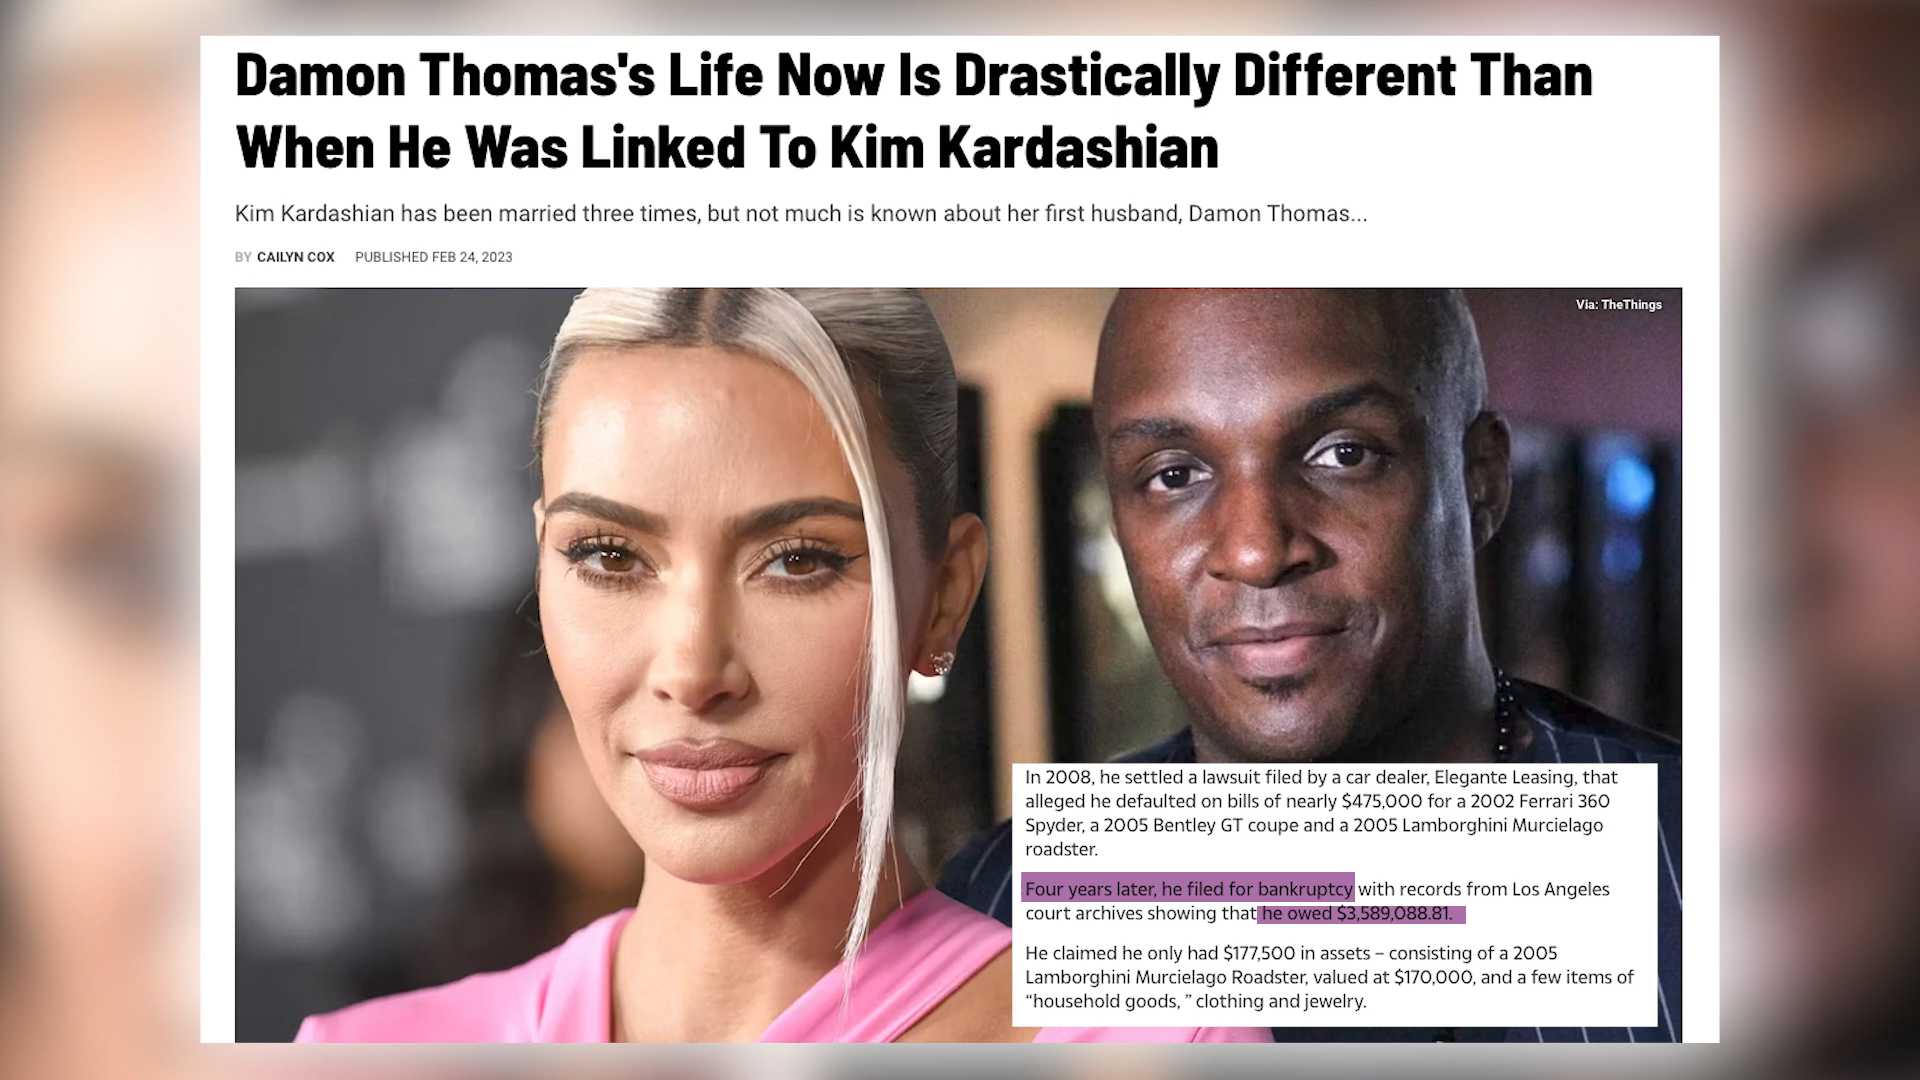 Damon Thomas's Life Now Is Drastically Different Than
When He Was Linked To Kim Kardashian
Kim Kardashian has been married three times, but not much is known about her first husband, Damon Thomas...
BY CAILYN COX PUBLISHED FEB 24, 2023
Via: TheThings
In 2008, he settled a lawsuit filed by a car dealer, Elegante Leasing, that
alleged he defaulted on bills of nearly $475,000 for a 2002 Ferrari 360
Spyder, a 2005 Bentley GT coupe and a 2005 Lamborghini Murcielago
roadster.
Four years later, he filed for bankruptcy with records from Los Angeles
court archives showing that he owed $3,589,088.81.
He claimed he only had $177,500 in assets – consisting of a 2005
Lamborghini Murcielago Roadster, valued at $170,000, and a few items of
“household goods, ” clothing and jewelry.